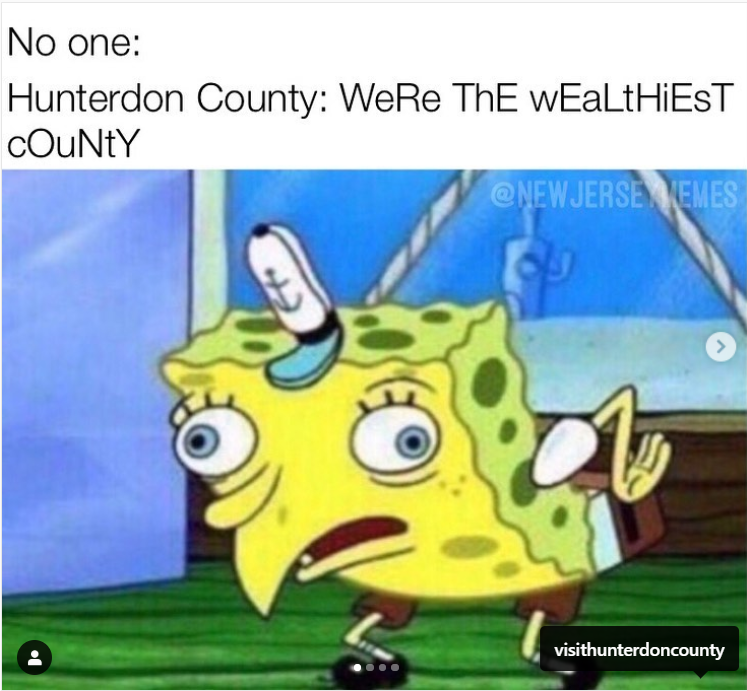 No one:
Hunterdon County: WeRe ThE wEaLtHiEsT
cOuNtY
@NEWJERSEYMEMES
visithunterdoncounty